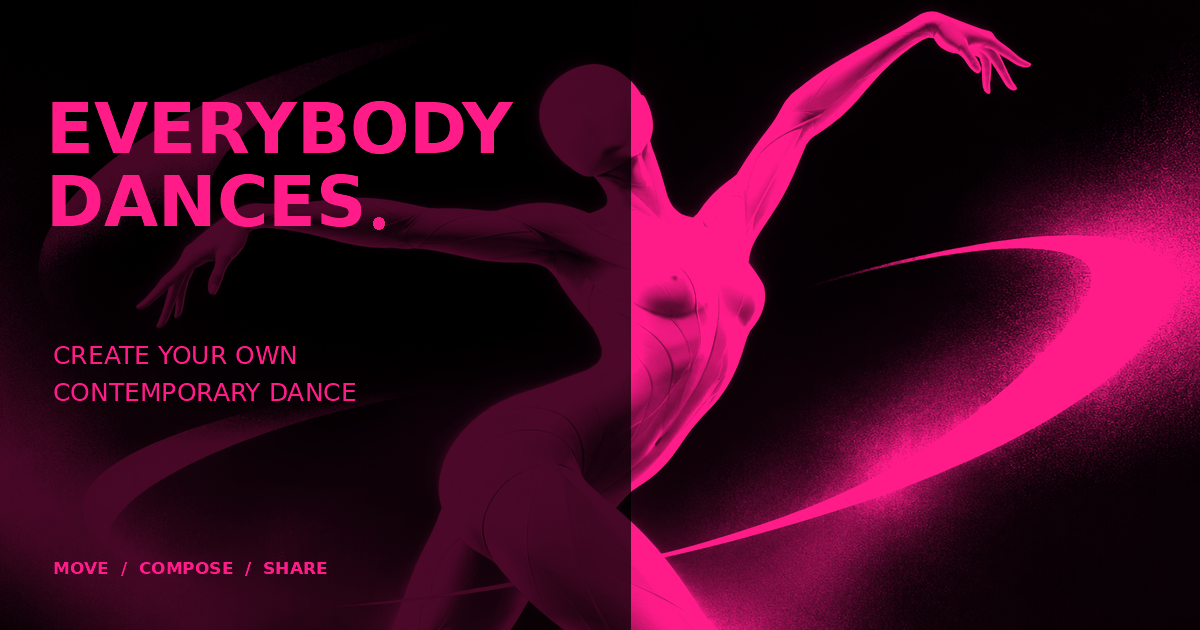 EVERYBODY
DANCES.
CREATE YOUR OWN
CONTEMPORARY DANCE
MOVE / COMPOSE / SHARE